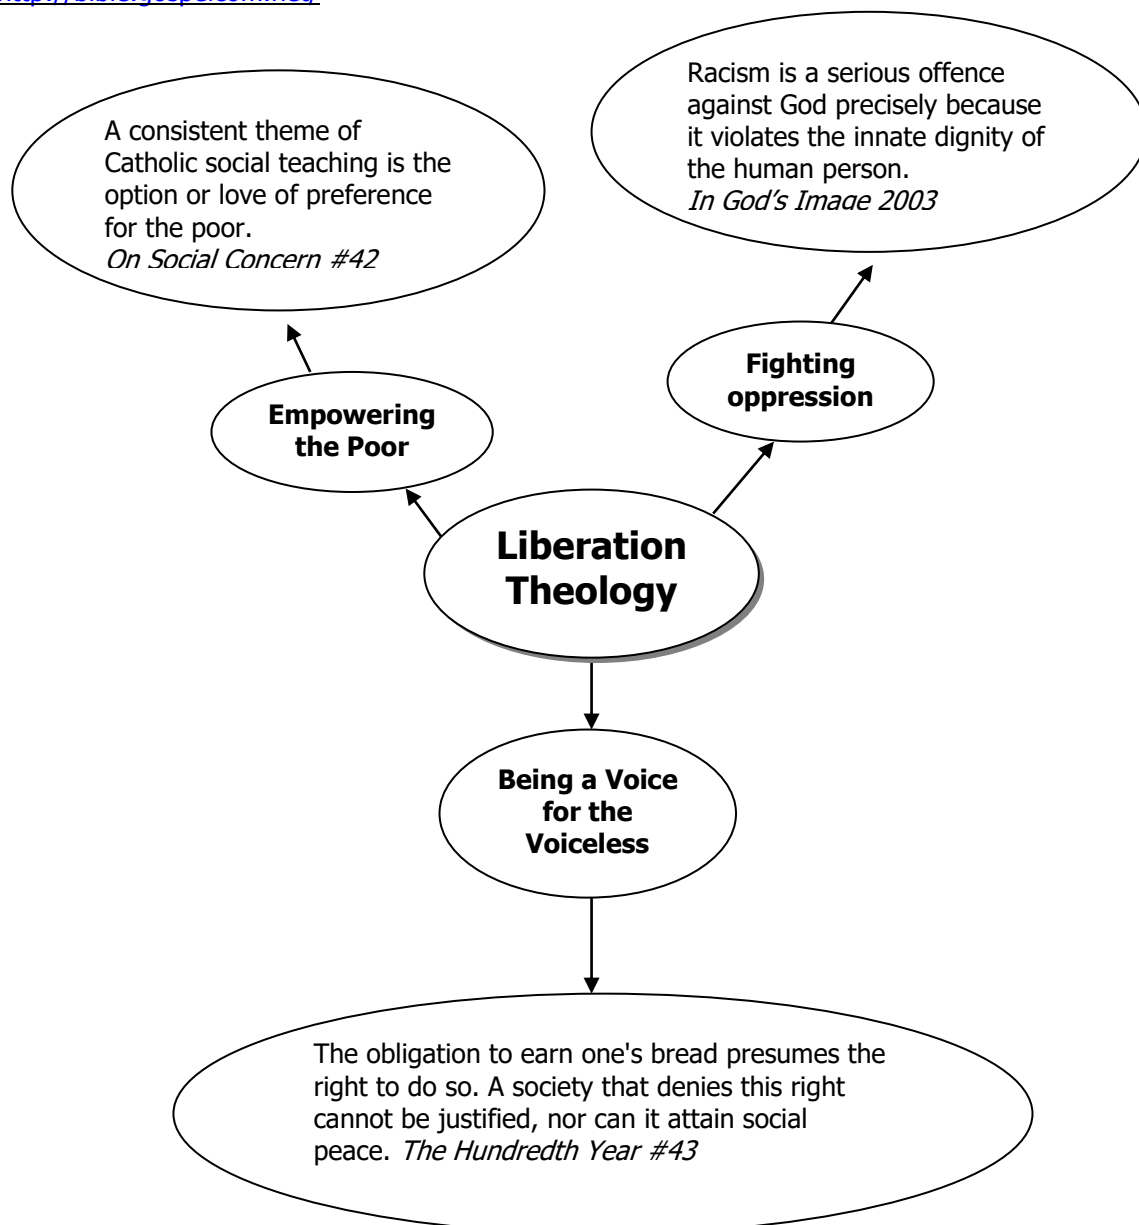 http://bible.gospelcom.net/
A consistent theme of
Catholic social teaching is the
option or love of preference
for the poor.
On Social Concern #42
Racism is a serious offence
against God precisely because
it violates the innate dignity of
the human person.
In God's Image 2003
Empowering
the Poor
Fighting
oppression
Liberation
Theology
Being a Voice
for the
Voiceless
The obligation to earn one's bread presumes the
right to do so. A society that denies this right
cannot be justified, nor can it attain social
peace. The Hundredth Year #43